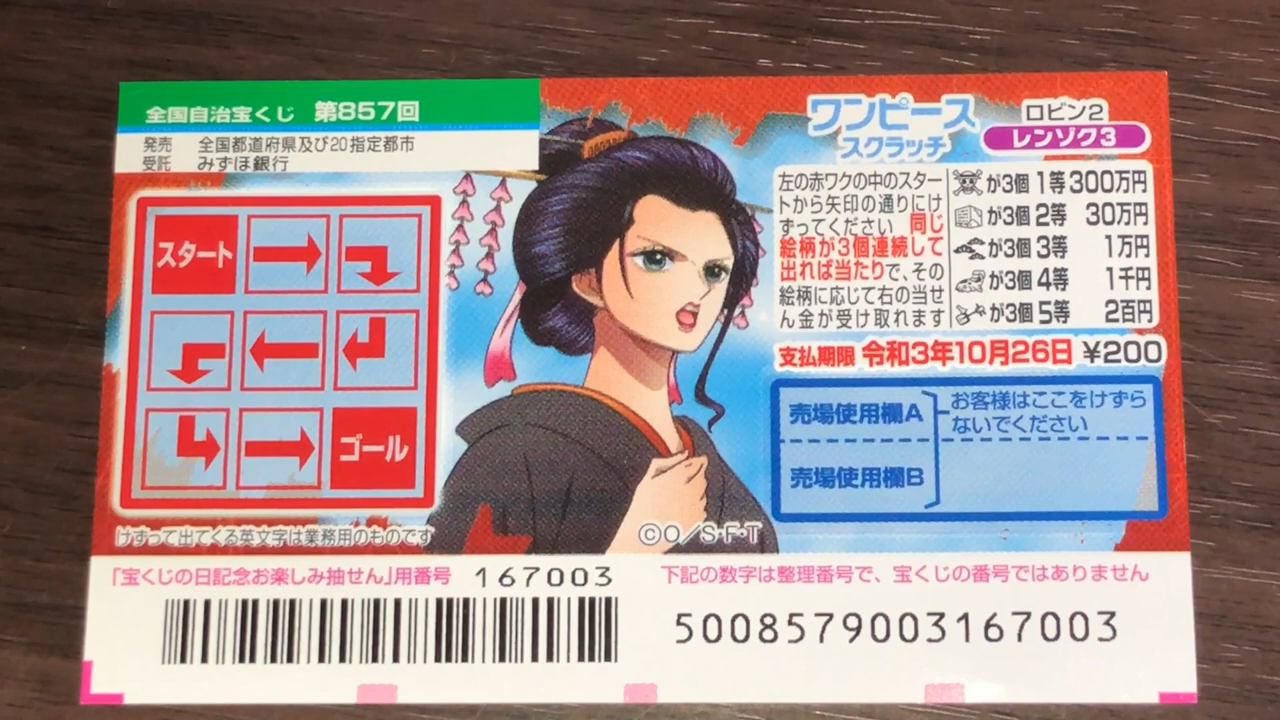 全国自治宝くじ 第857回
発売 全国都道府県及び20指定都市
受託 みずほ銀行
スタート
ゴール
けずって出てくる英文字は業務用のものです
ワンピース
スクラッチ
ロビン2
レンゾク3
左の赤ワクの中のスター
トから矢印の通りにけ
ずってください 同じ
絵柄が3個連続して
出れば当たりで、その
絵柄に応じて右の当せ
ん金が受け取れます
が3個 1等 300万円
が3個 2等 30万円
が3個 3等 1万円
が3個 4等 1千円
が3個 5等 2百円
支払期限 令和3年10月26日 ¥200
売場使用欄A
お客様はここをけずら
ないでください
売場使用欄B
©O/S・F・T
「宝くじの日記念お楽しみ抽せん」用番号 167003
下記の数字は整理番号で、宝くじの番号ではありません
5008579003167003